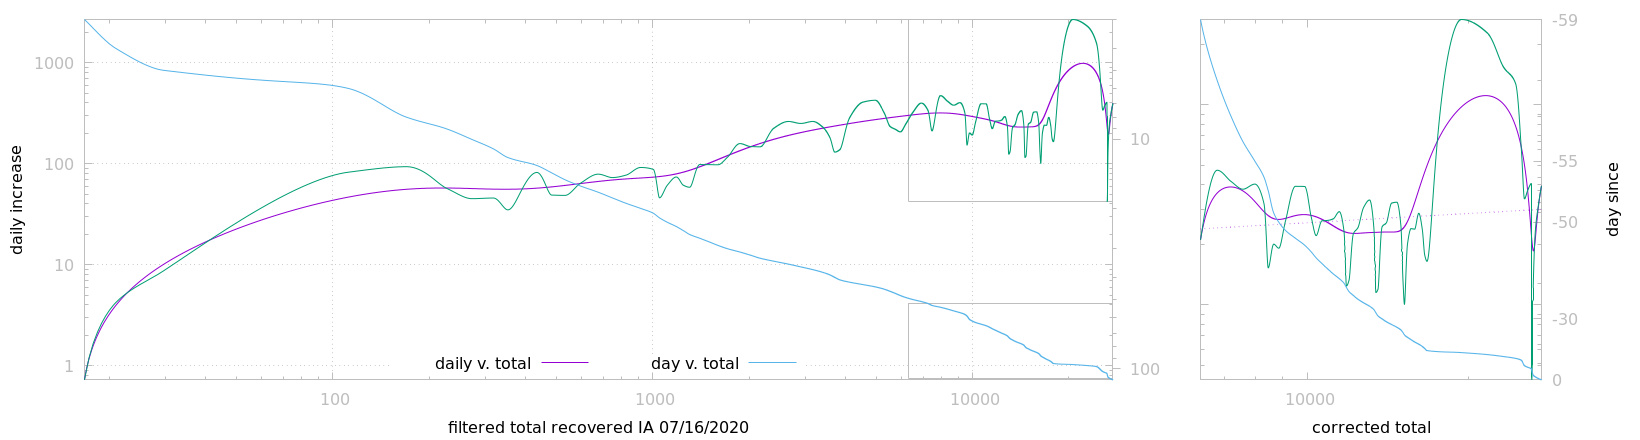 daily increase
1000
100
10
1
100
1000
10000
10
100
daily v. total
day v. total
filtered total recovered IA 07/16/2020
-59
-55
-50
-30
0
day since
10000
corrected total